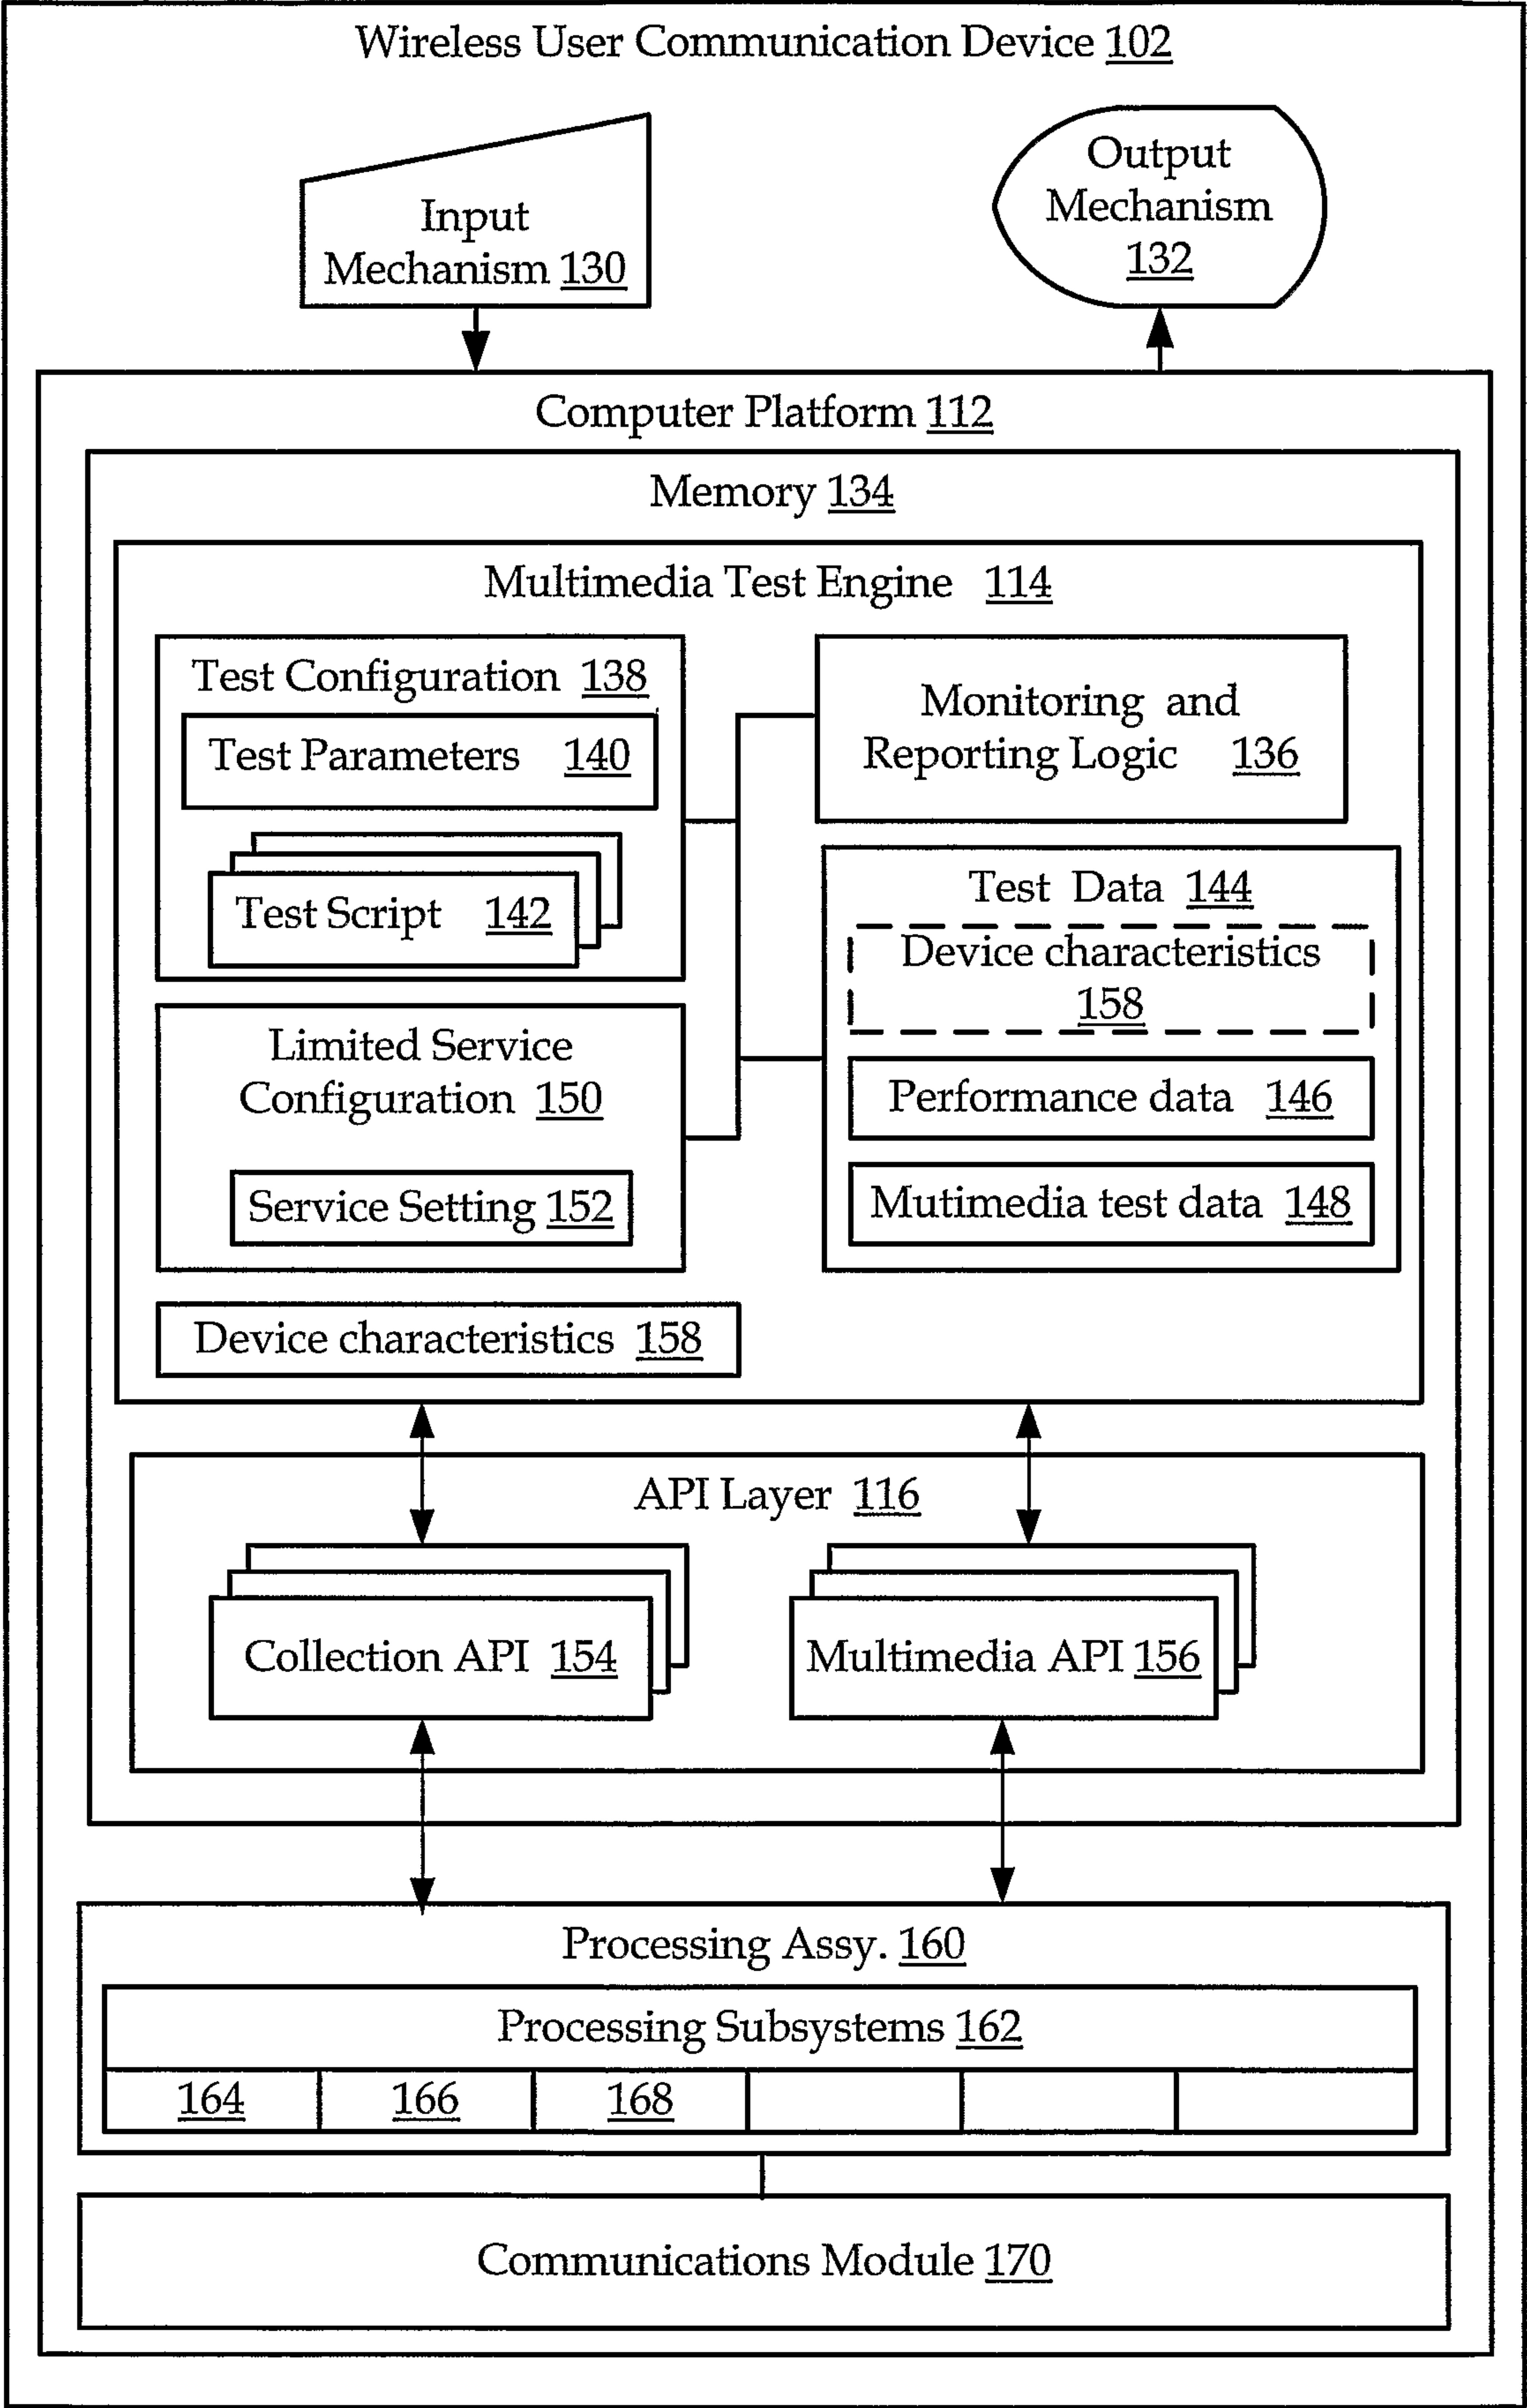 Wireless User Communication Device 102
Input
Mechanism 130
Output
Mechanism
132
Computer Platform 112
Memory 134
Multimedia Test Engine 114
Test Configuration 138
Test Parameters 140
Test Script 142
Monitoring and
Reporting Logic 136
Limited Service
Configuration 150
Service Setting 152
Test Data 144
Device characteristics
158
Performance data 146
Mutimedia test data 148
Device characteristics 158
API Layer 116
Collection API 154
Multimedia API 156
Processing Assy. 160
Processing Subsystems 162
164 166 168
Communications Module 170